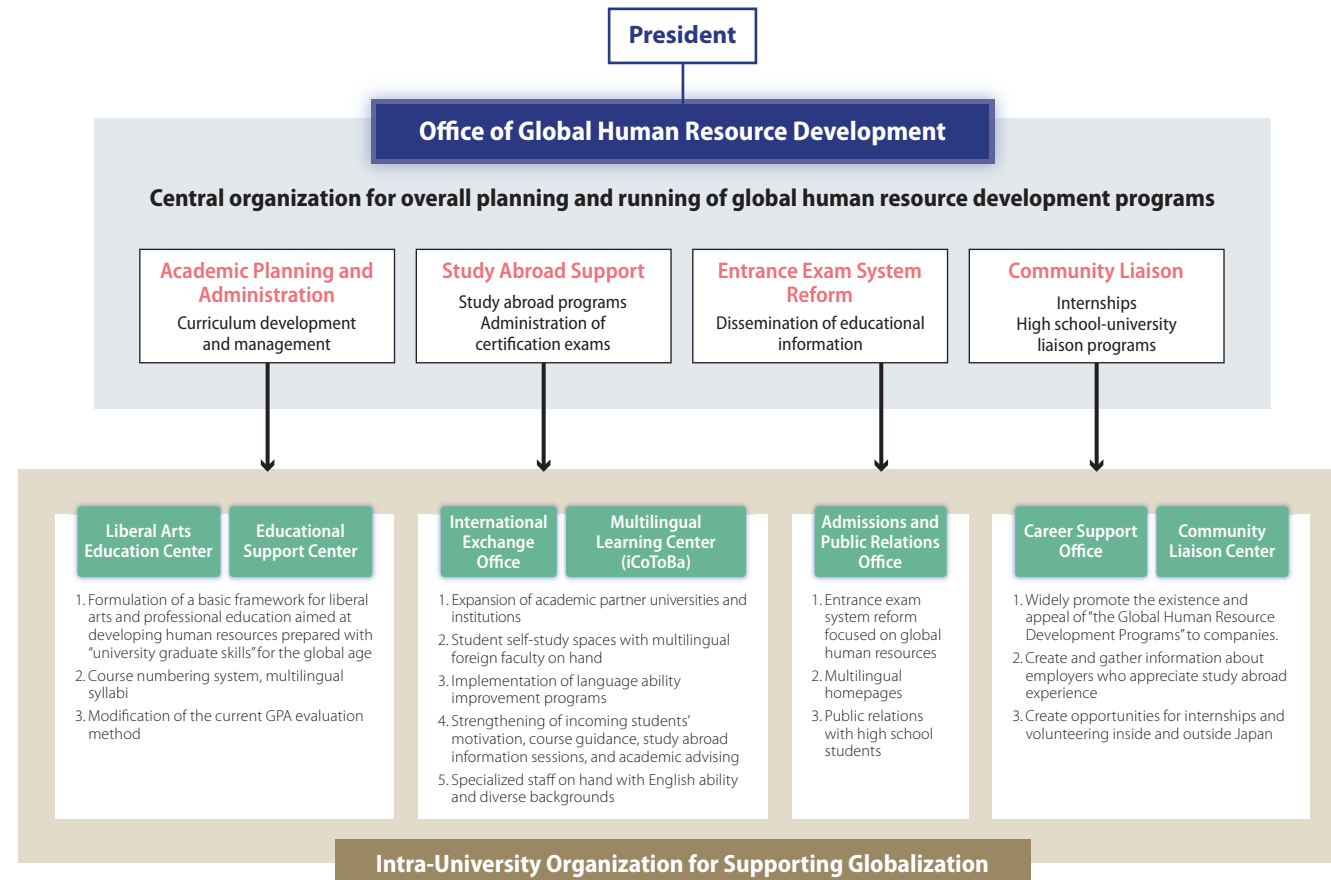 President
Office of Global Human Resource Development
Central organization for overall planning and running of global human resource development programs
Academic Planning and
Administration
Curriculum development
and management
Study Abroad Support
Study abroad programs
Administration of
certification exams
Entrance Exam System
Reform
Dissemination of educational
information
Community Liaison
Internships
High school-university
liaison programs
Liberal Arts
Education Center
Educational
Support Center
1. Formulation of a basic framework for liberal
arts and professional education aimed at
developing human resources prepared with
“university graduate skills” for the global age
2. Course numbering system, multilingual
syllabi
3. Modification of the current GPA evaluation
method
International
Exchange
Office
Multilingual
Learning Center
(iCoToBa)
1. Expansion of academic partner universities and
institutions
2. Student self-study spaces with multilingual
foreign faculty on hand
3. Implementation of language ability
improvement programs
4. Strengthening of incoming students’
motivation, course guidance, study abroad
information sessions, and academic advising
5. Specialized staff on hand with English ability
and diverse backgrounds
Admissions and
Public Relations
Office
1. Entrance exam
system reform
focused on global
human resources
2. Multilingual
homepages
3. Public relations
with high school
students
Career Support
Office
Community
Liaison Center
1. Widely promote the existence and
appeal of “the Global Human Resource
Development Programs” to companies.
2. Create and gather information about
employers who appreciate study abroad
experience
3. Create opportunities for internships and
volunteering inside and outside Japan
Intra-University Organization for Supporting Globalization